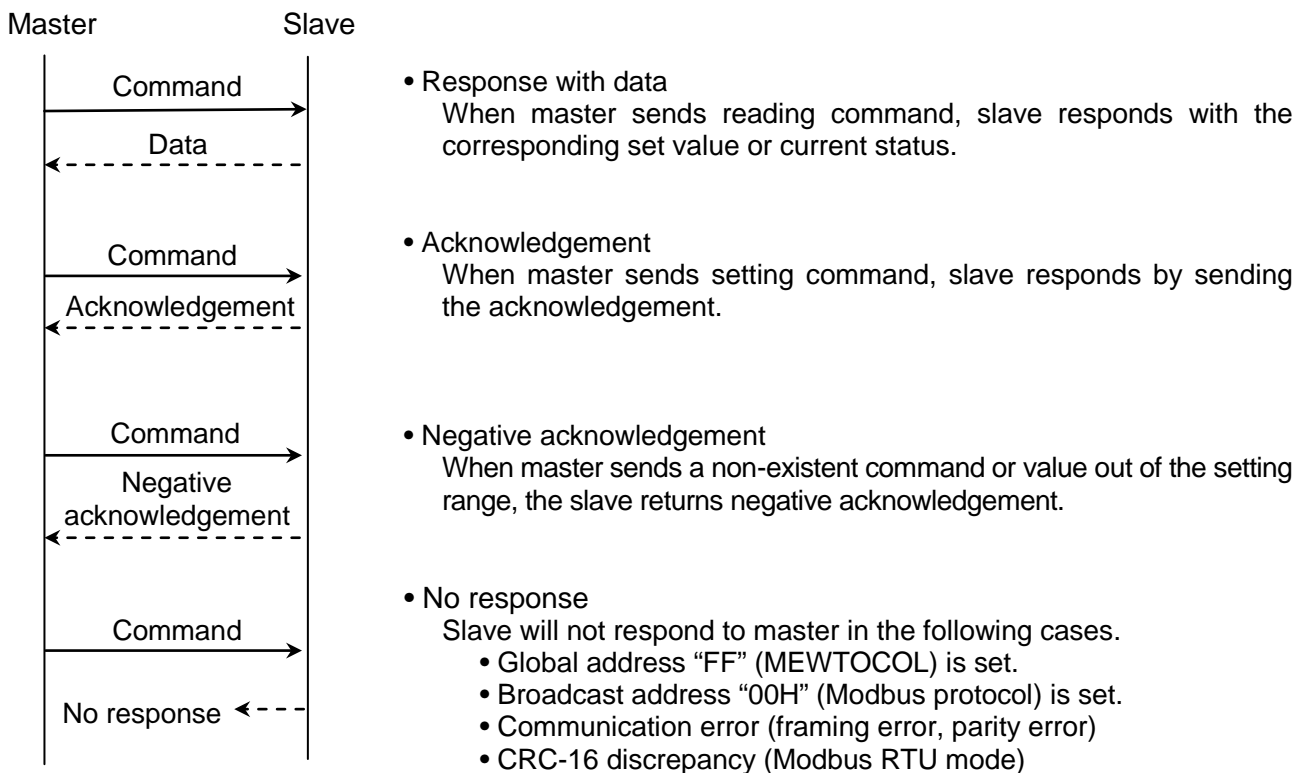 Master Slave
Command
Data
• Response with data
When master sends reading command, slave responds with the
corresponding set value or current status.
Command
Acknowledgement
• Acknowledgement
When master sends setting command, slave responds by sending
the acknowledgement.
Command
Negative
acknowledgement
• Negative acknowledgement
When master sends a non-existent command or value out of the setting
range, the slave returns negative acknowledgement.
Command
No response
• No response
Slave will not respond to master in the following cases.
• Global address “FF” (MEWTOCOL) is set.
• Broadcast address “00H” (Modbus protocol) is set.
• Communication error (framing error, parity error)
• CRC-16 discrepancy (Modbus RTU mode)